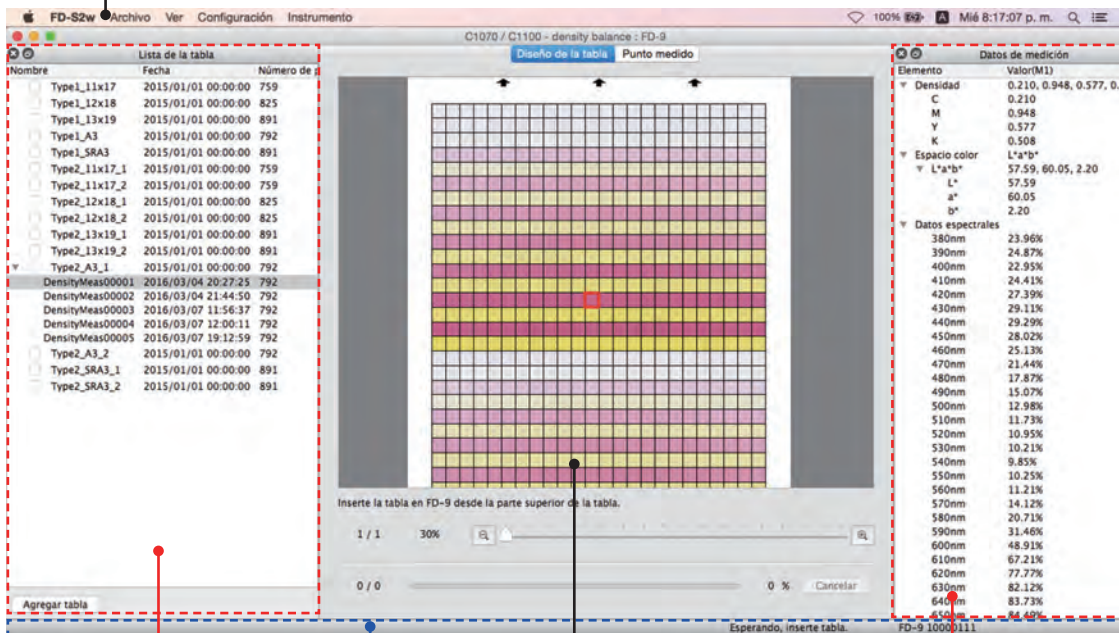 FD-S2w Archivo Ver Configuración Instrumento 100% A Mié 8:17:07 p. m.
C1070 / C1100 - density balance : FD-9
Lista de la tabla
Diseño de la tabla Punto medido
Datos de medición
Nombre Fecha Número de
Type1_11x17 2015/01/01 00:00:00 759
Type1_12x18 2015/01/01 00:00:00 825
Type1_13x19 2015/01/01 00:00:00 891
Type1_A3 2015/01/01 00:00:00 792
Type1_SRA3 2015/01/01 00:00:00 891
Type2_11x17_1 2015/01/01 00:00:00 759
Type2_11x17_2 2015/01/01 00:00:00 759
Type2_12x18_1 2015/01/01 00:00:00 825
Type2_12x18_2 2015/01/01 00:00:00 825
Type2_13x19_1 2015/01/01 00:00:00 891
Type2_13x19_2 2015/01/01 00:00:00 891
Type2_A3_1 2015/01/01 00:00:00 792
DensityMeas00001 2016/03/04 20:27:25 792
DensityMeas00002 2016/03/04 21:44:50 792
DensityMeas00003 2016/03/07 11:56:37 792
DensityMeas00004 2016/03/07 12:00:11 792
DensityMeas00005 2016/03/07 19:12:59 792
Type2_A3_2 2015/01/01 00:00:00 792
Type2_SRA3_1 2015/01/01 00:00:00 891
Type2_SRA3_2 2015/01/01 00:00:00 891
Agregar tabla
Inserte la tabla en FD-9 desde la parte superior de la tabla.
1 / 1 30%
0 / 0 0 % Cancelar
Elemento Valor(M1)
Densidad 0.210, 0.948, 0.577, 0.
C 0.210
M 0.948
Y 0.577
K 0.508
Espacio color L*a*b*
L*a*b* 57.59, 60.05, 2.20
L* 57.59
a* 60.05
b* 2.20
Datos espectrales
380nm 23.96%
390nm 24.87%
400nm 22.95%
410nm 24.41%
420nm 27.39%
430nm 29.11%
440nm 29.29%
450nm 28.02%
460nm 25.13%
470nm 21.44%
480nm 17.87%
490nm 15.07%
500nm 12.98%
510nm 11.73%
520nm 10.95%
530nm 10.21%
540nm 9.85%
550nm 10.25%
560nm 11.21%
570nm 14.12%
580nm 20.71%
590nm 31.46%
600nm 48.91%
610nm 67.21%
620nm 77.77%
630nm 82.12%
640nm 83.73%
650nm 84.40%
Esperando, inserte tabla. FD-9 10000111